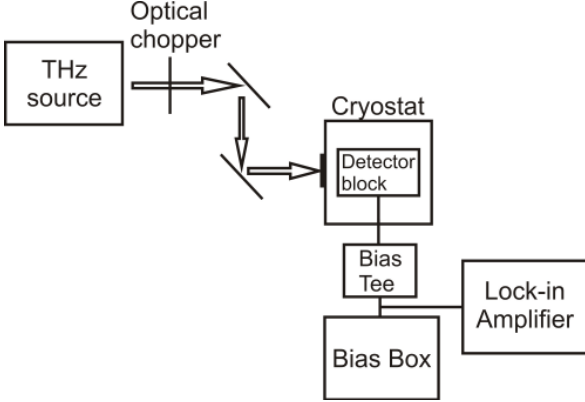 Optical
chopper
THz
source
Cryostat
Detector
block
Bias
Tee
Lock-in
Amplifier
Bias Box